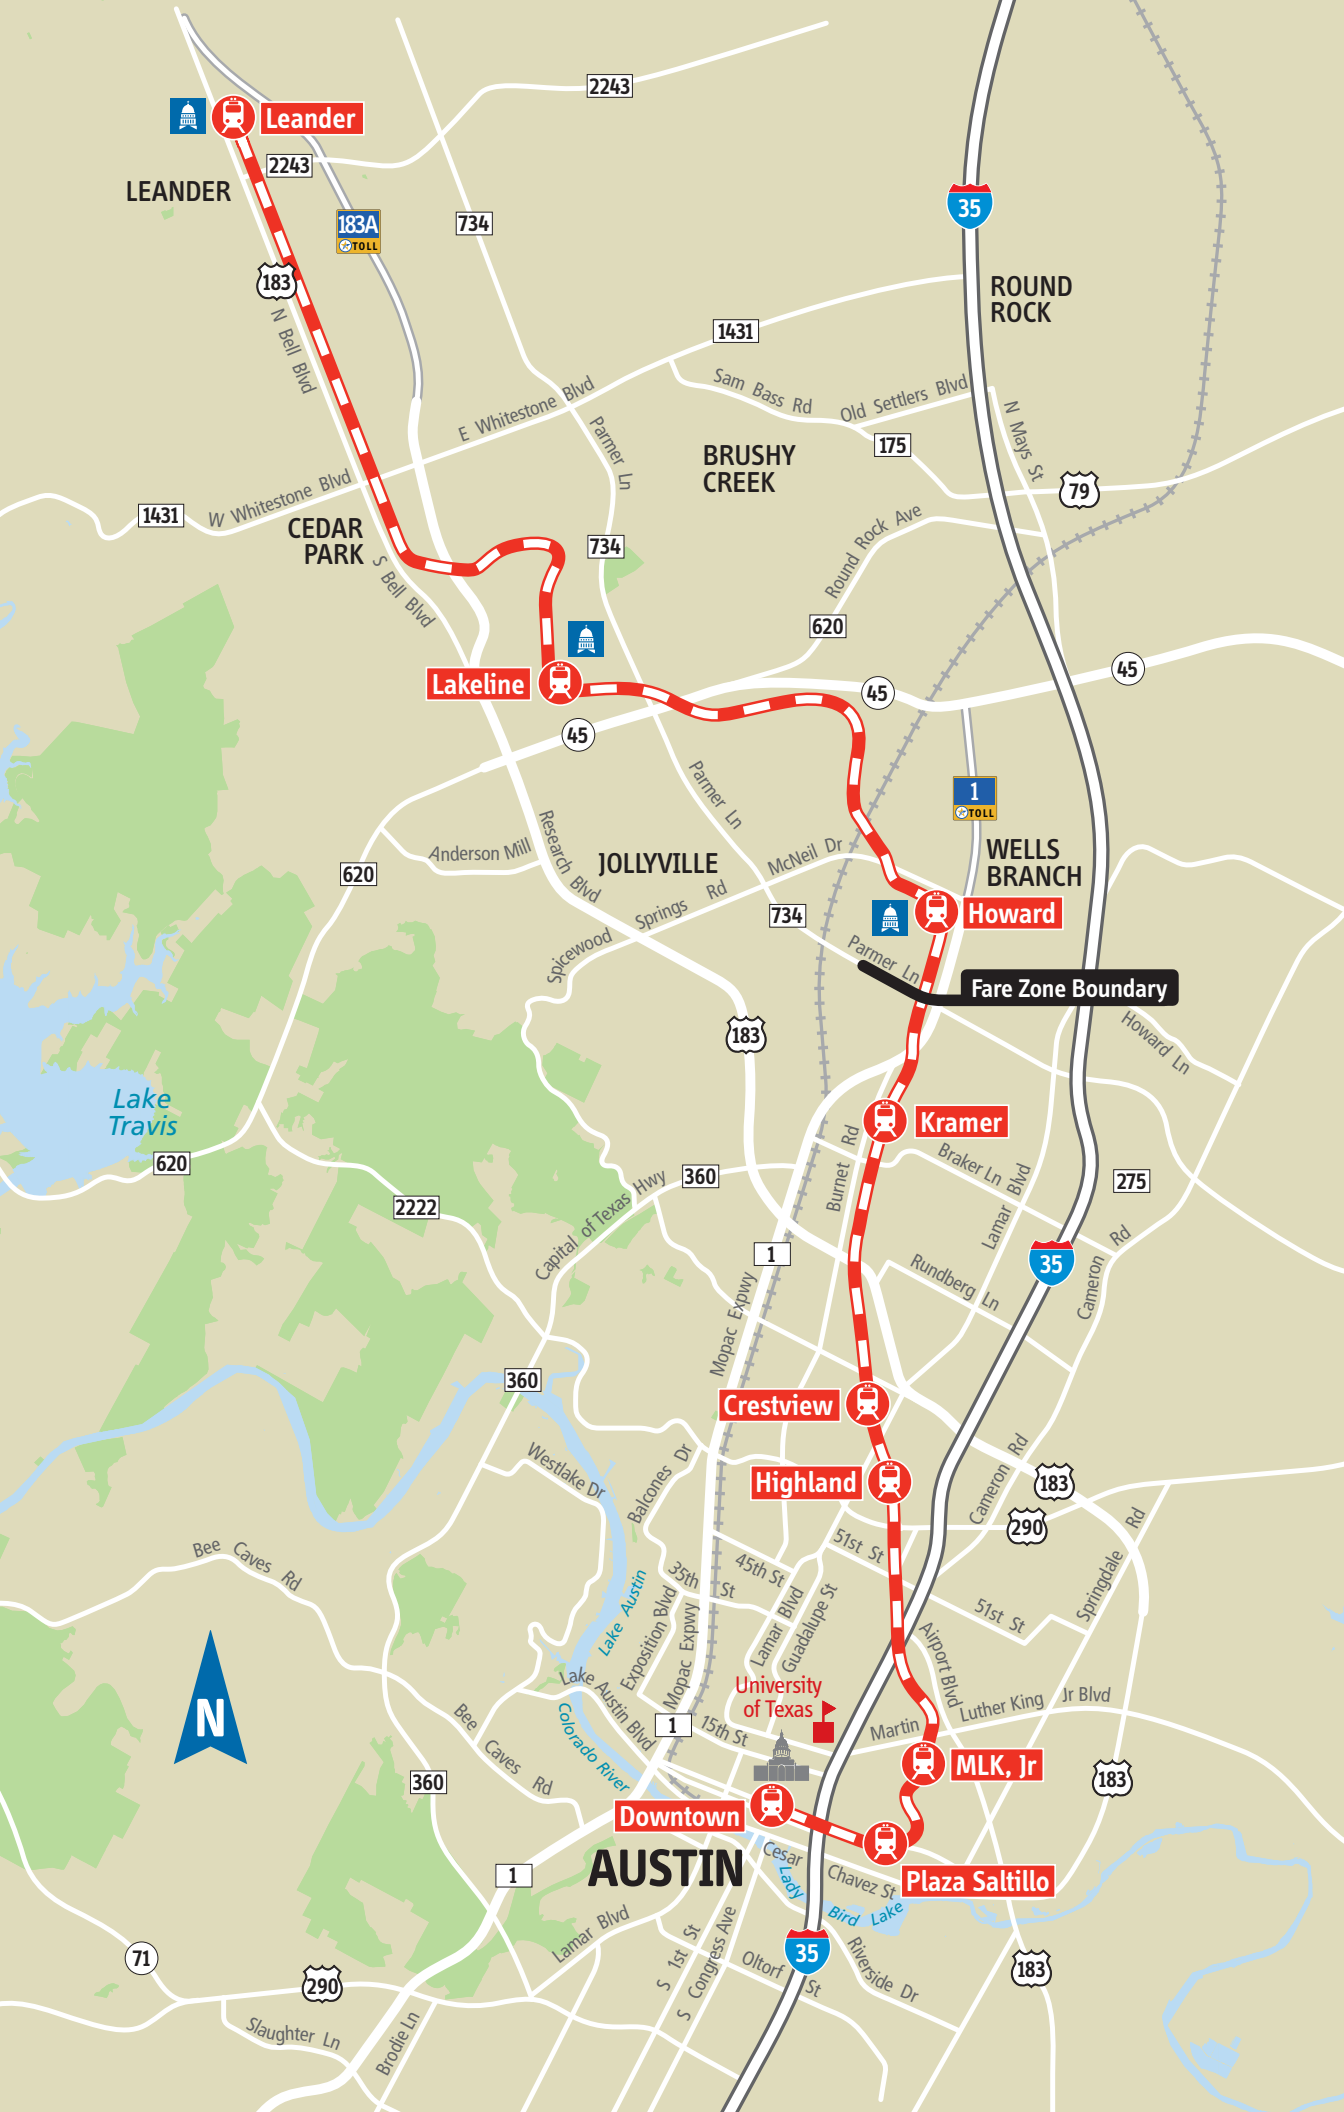 2243
Leander
2243
LEANDER
183A
TOLL
734
35
183
ROUND
ROCK
N Bell Blvd
1431
Sam Bass Rd
Old Settlers Blvd
E Whitestone Blvd
N Mays St
Parmer Ln
175
BRUSHY
CREEK
79
W Whitestone Blvd
1431
CEDAR
PARK
734
Round Rock Ave
S Bell Blvd
620
Lakeline
45
45
45
Parmer Ln
1
TOLL
Research Blvd
Anderson Mill
620
JOLLYVILLE
McNeil Dr
WELLS
BRANCH
Spicewood Springs Rd
734
Howard
Parmer Ln
Fare Zone Boundary
183
Howard Ln
Lake
Travis
Kramer
620
Burnet Rd
Braker Ln
360
Capital of Texas Hwy
2222
Lamar Blvd
275
1
35
Cameron Rd
Rundberg Ln
Mopac Expwy
360
Crestview
Westlake Dr
Balcones Dr
Highland
Cameron Rd
183
290
51st St
Springdale Rd
Bee Caves Rd
35th St
45th St
Lake Austin
Exposition Blvd
Mopac Expwy
Lamar Blvd
Guadalupe St
51st St
Airport Blvd
N
Lake Austin Blvd
University
of Texas
Martin Luther King Jr Blvd
Colorado River
1
15th St
Bee Caves Rd
MLK, Jr
360
183
Downtown
AUSTIN
Cesar Chavez St
Plaza Saltillo
1
Lady Bird Lake
Lamar Blvd
71
S 1st St
S Congress Ave
Oltorf St
35
Riverside Dr
183
290
Slaughter Ln
Brodie Ln